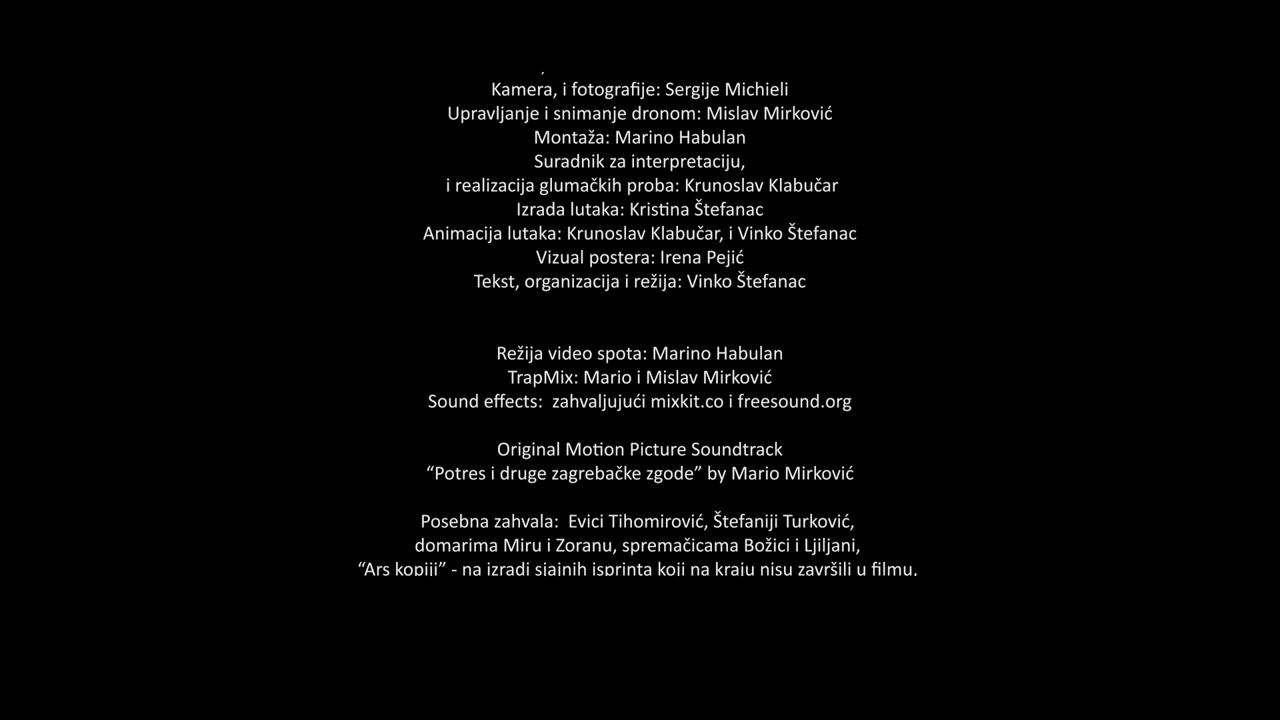 Kamera, i fotografije: Sergije Michieli
Upravljanje i snimanje dronom: Mislav Mirković
Montaža: Marino Habulan
Suradnik za interpretaciju,
i realizacija glumačkih proba: Krunoslav Klabučar
Izrada lutaka: Kristina Štefanac
Animacija lutaka: Krunoslav Klabučar, i Vinko Štefanac
Vizual postera: Irena Pejić
Tekst, organizacija i režija: Vinko Štefanac
Režija video spota: Marino Habulan
TrapMix: Mario i Mislav Mirković
Sound effects:  zahvaljujući mixkit.co i freesound.org
Original Motion Picture Soundtrack
“Potres i druge zagrebačke zgode” by Mario Mirković
Posebna zahvala:  Evici Tihomirović, Štefaniji Turković,
domarima Miru i Zoranu, spremačicama Božici i Ljiljani,
“Ars kopiji” - na izradi sjajnih isprinta koji na kraju nisu završili u filmu.